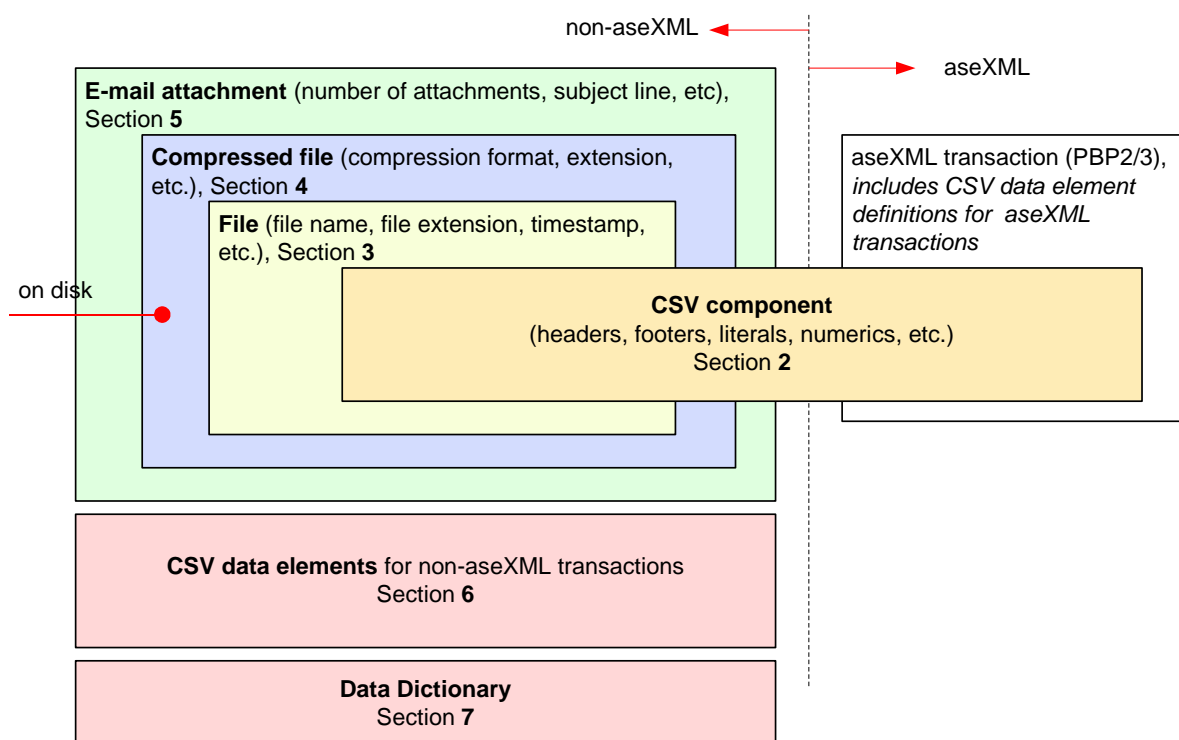 non-aseXML
aseXML
E-mail attachment (number of attachments, subject line, etc),
Section 5
Compressed file (compression format, extension,
etc.), Section 4
File (file name, file extension, timestamp,
etc.), Section 3
aseXML transaction (PBP2/3),
includes CSV data element
definitions for aseXML
transactions
on disk
CSV component
(headers, footers, literals, numerics, etc.)
Section 2
CSV data elements for non-aseXML transactions
Section 6
Data Dictionary
Section 7